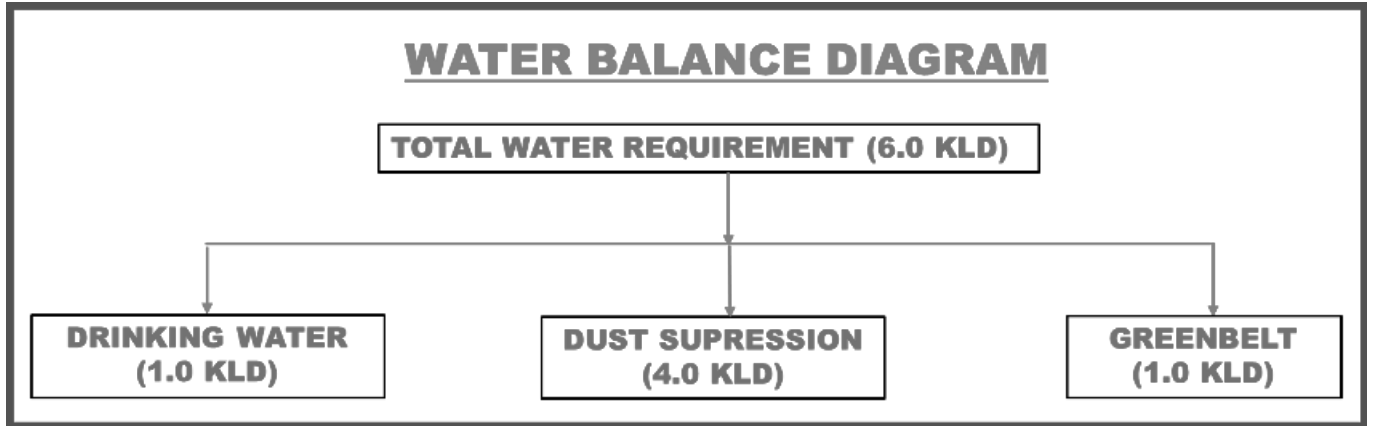 WATER BALANCE DIAGRAM
TOTAL WATER REQUIREMENT (6.0 KLD)
DRINKING WATER
(1.0 KLD)
DUST SUPRESSION
(4.0 KLD)
GREENBELT
(1.0 KLD)